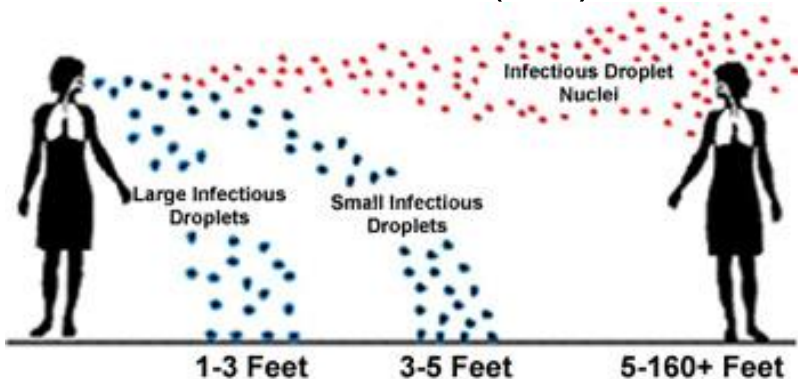 Infectious Droplet
Nuclei
Large Infectious
Droplets
Small Infectious
Droplets
1-3 Feet
3-5 Feet
5-160+ Feet